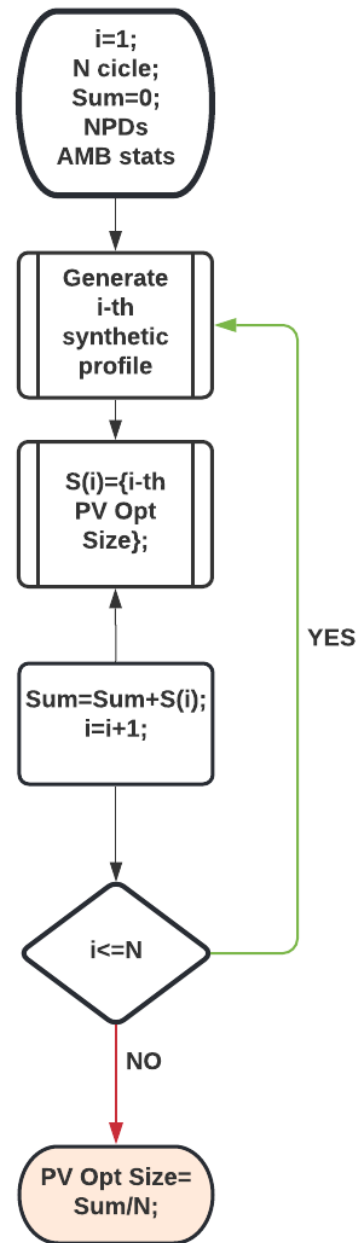 i=1;
N cicle;
Sum=0;
NPDs
AMB stats
Generate
i-th
synthetic
profile
S(i)={i-th
PV Opt
Size};
YES
Sum=Sum+S(i);
i=i+1;
i<=N
NO
PV Opt Size=
Sum/N;